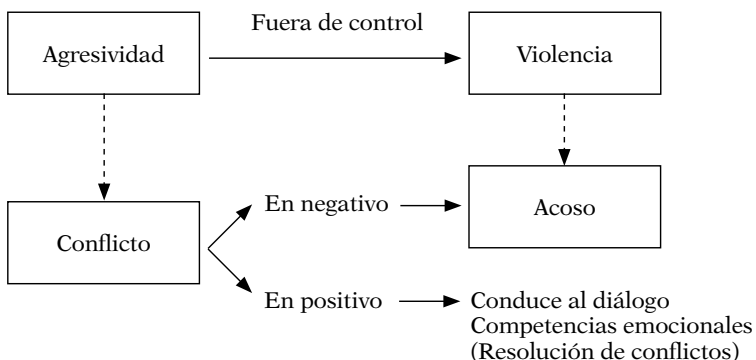 Fuera de control
Agresividad
Violencia
En negativo
Acoso
Conflicto
En positivo
Conduce al diálogo
Competencias emocionales
(Resolución de conflictos)